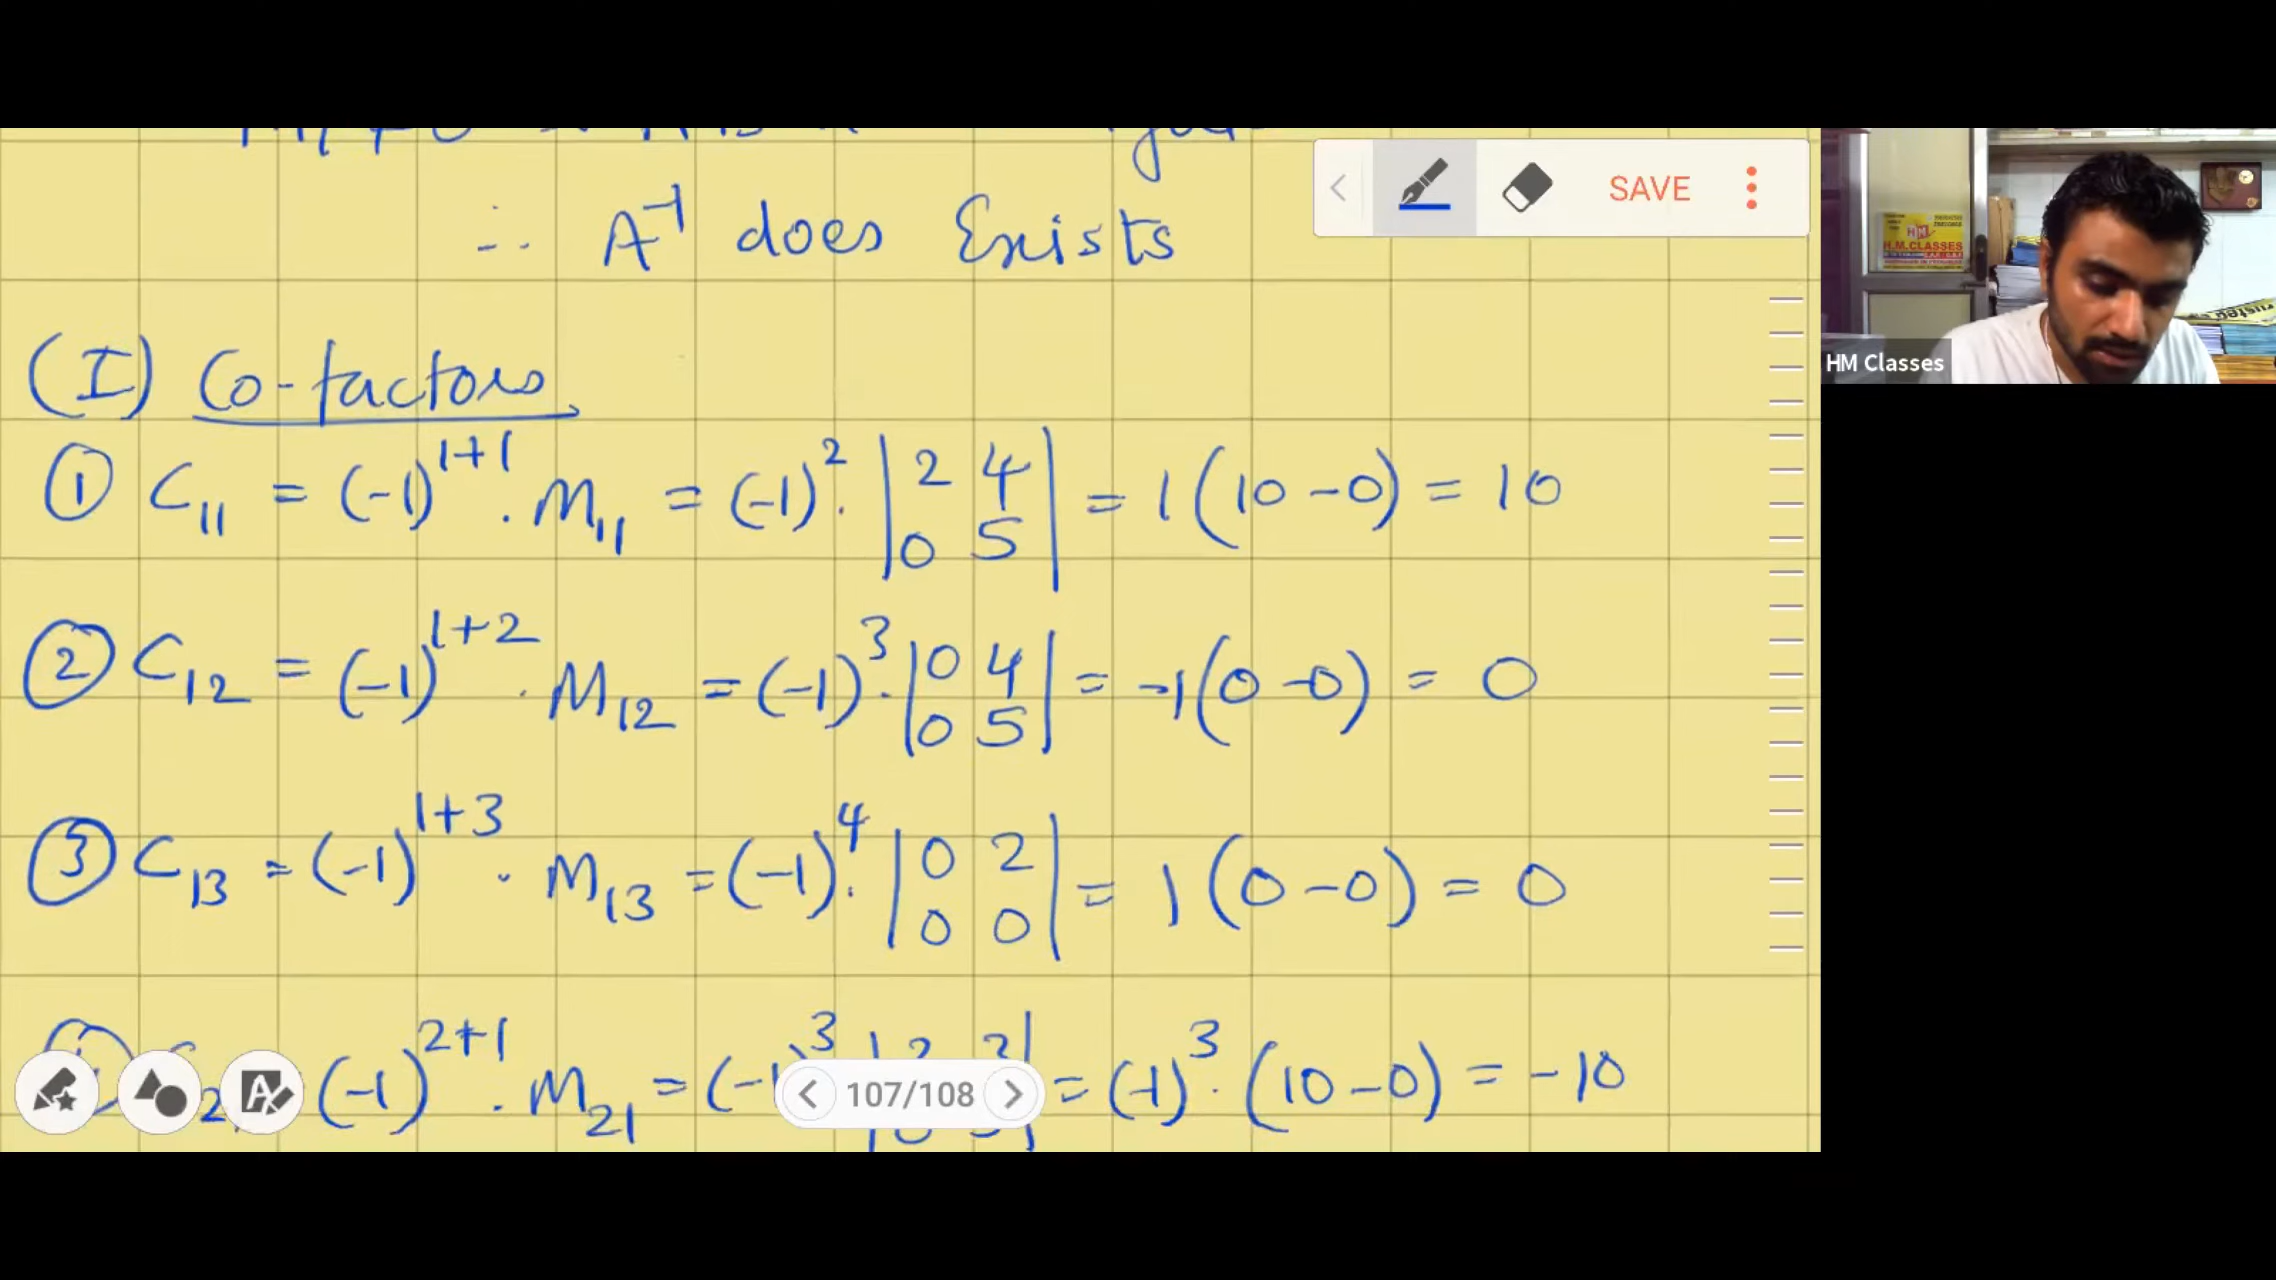 ∴ A⁻¹ does Exists
SAVE
(I) Co-factors
① C₁₁ = (-1)¹⁺¹ . M₁₁ = (-1)² . |2 4; 0 5| = 1(10-0) = 10
② C₁₂ = (-1)¹⁺² . M₁₂ = (-1)³ . |0 4; 0 5| = -1(0-0) = 0
③ C₁₃ = (-1)¹⁺³ . M₁₃ = (-1)⁴ . |0 2; 0 0| = 1(0-0) = 0
(-1)²⁺¹ . M₂₁ = = (-1)³ . (10-0) = -10
107/108
HM
H.M.CLASSES
HM Classes